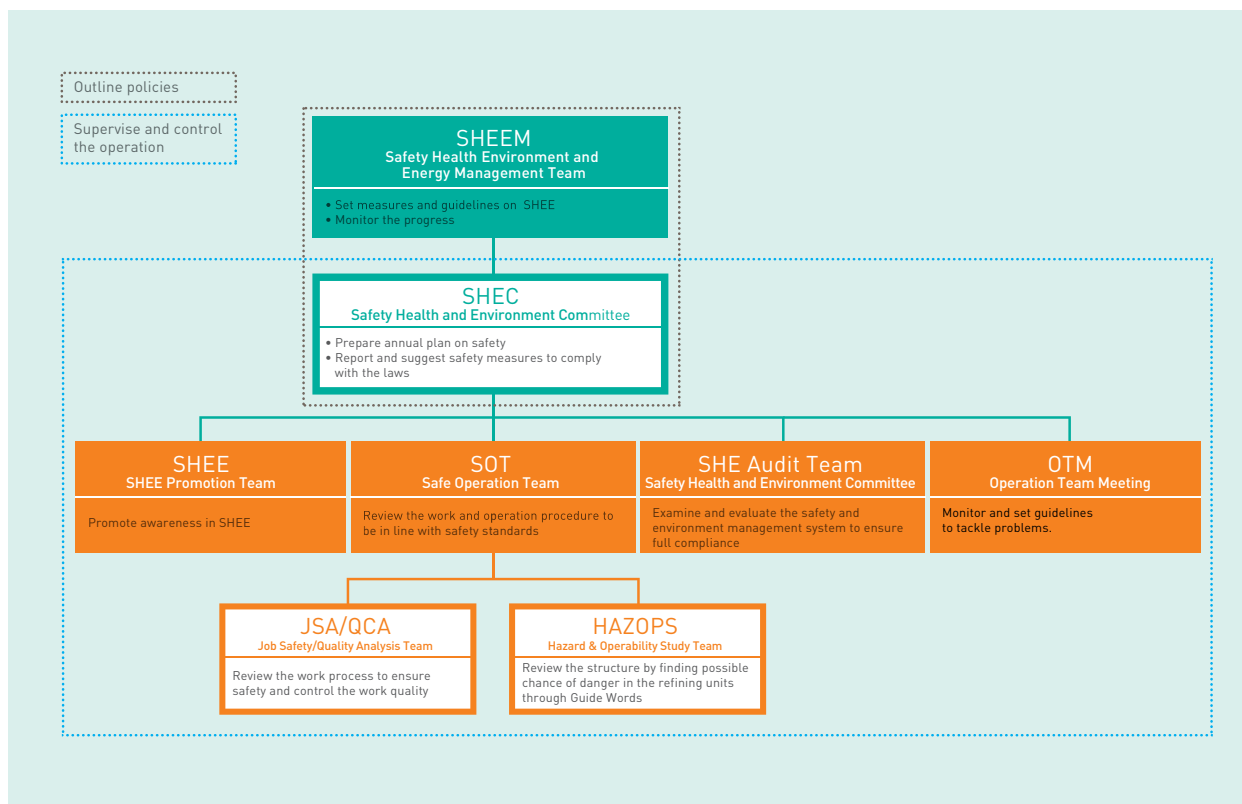 Outline policies
Supervise and control
the operation
SHEEM
Safety Health Environment and
Energy Management Team
• Set measures and guidelines on SHEE
• Monitor the progress
SHEC
Safety Health and Environment Committee
• Prepare annual plan on safety
• Report and suggest safety measures to comply
with the laws
SHEE
SHEE Promotion Team
Promote awareness in SHEE
SOT
Safe Operation Team
Review the work and operation procedure to
be in line with safety standards
SHE Audit Team
Safety Health and Environment Committee
Examine and evaluate the safety and
environment management system to ensure
full compliance
OTM
Operation Team Meeting
Monitor and set guidelines
to tackle problems.
JSA/QCA
Job Safety/Quality Analysis Team
Review the work process to ensure
safety and control the work quality
HAZOPS
Hazard & Operability Study Team
Review the structure by finding possible
chance of danger in the refining units
through Guide Words